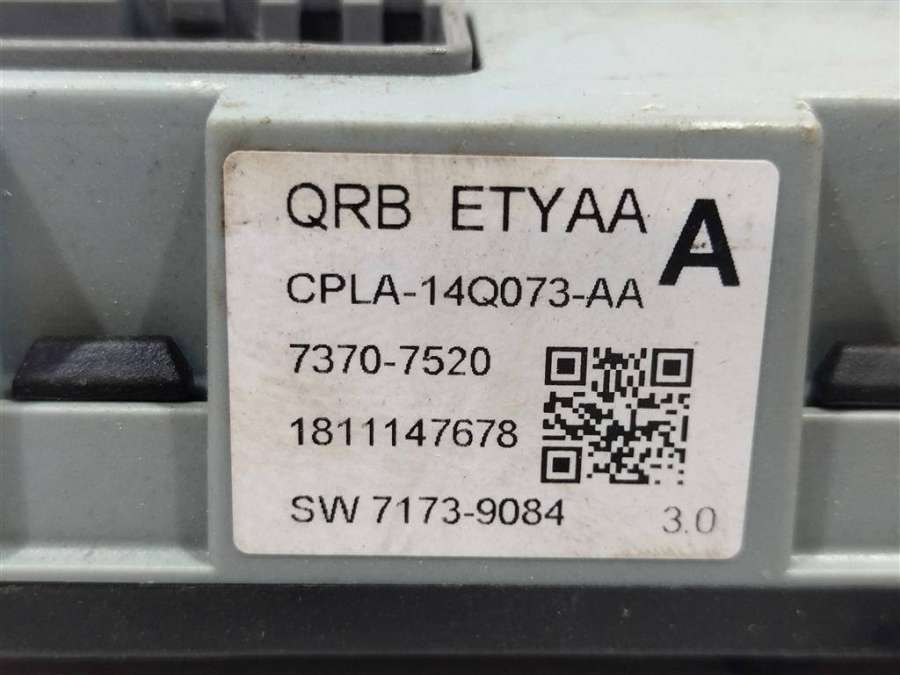 QRB ETYAA A
CPLA-14Q073-AA
7370-7520
1811147678
SW 7173-9084 3.0